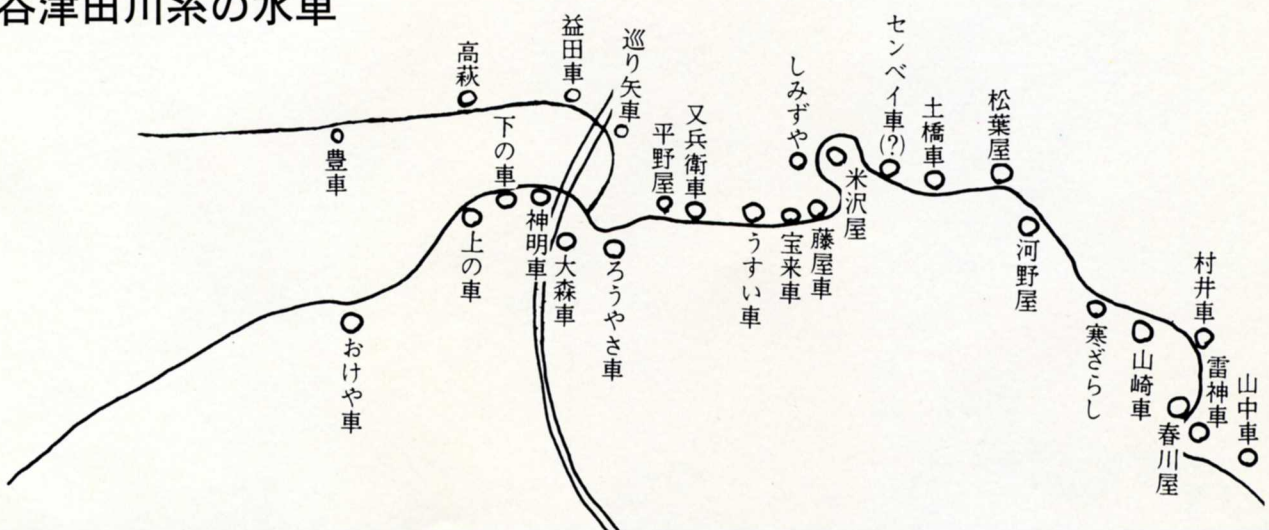 谷津田川系の水車
高萩
益田車
巡り矢車
豊車
下の車
上の車
神明車
大森車
ろうやさ車
おけや車
平野屋
又兵衛車
うすい車
しみずや
宝来車
藤屋車
米沢屋
センベイ車(?)
土橋車
松葉屋
河野屋
寒ざらし
山崎車
村井車
雷神車
春川屋
山中車